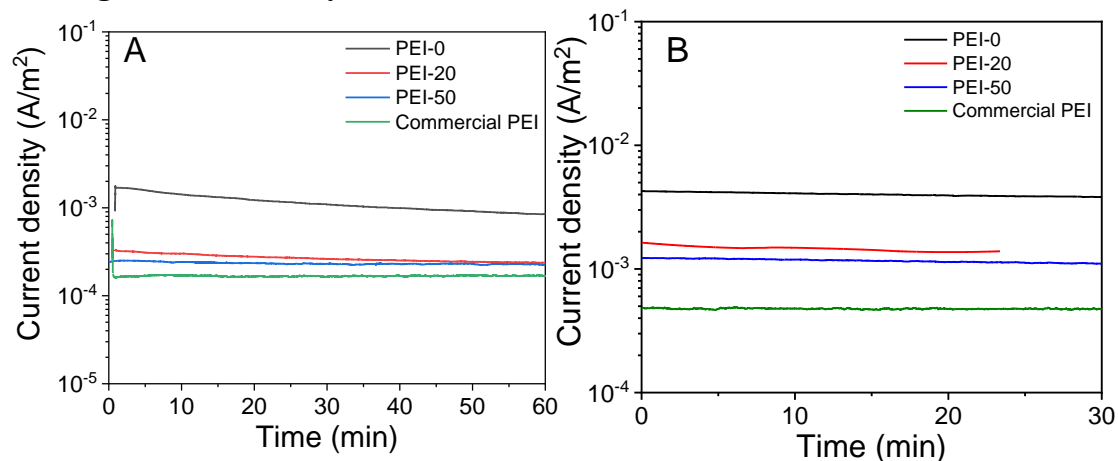 A
PEI-0
PEI-20
PEI-50
Commercial PEI
Current density (A/m²)
10⁻¹
10⁻²
10⁻³
10⁻⁴
10⁻⁵
0 10 20 30 40 50 60
Time (min)
B
PEI-0
PEI-20
PEI-50
Commercial PEI
Current density (A/m²)
10⁻¹
10⁻²
10⁻³
10⁻⁴
0 10 20 30
Time (min)